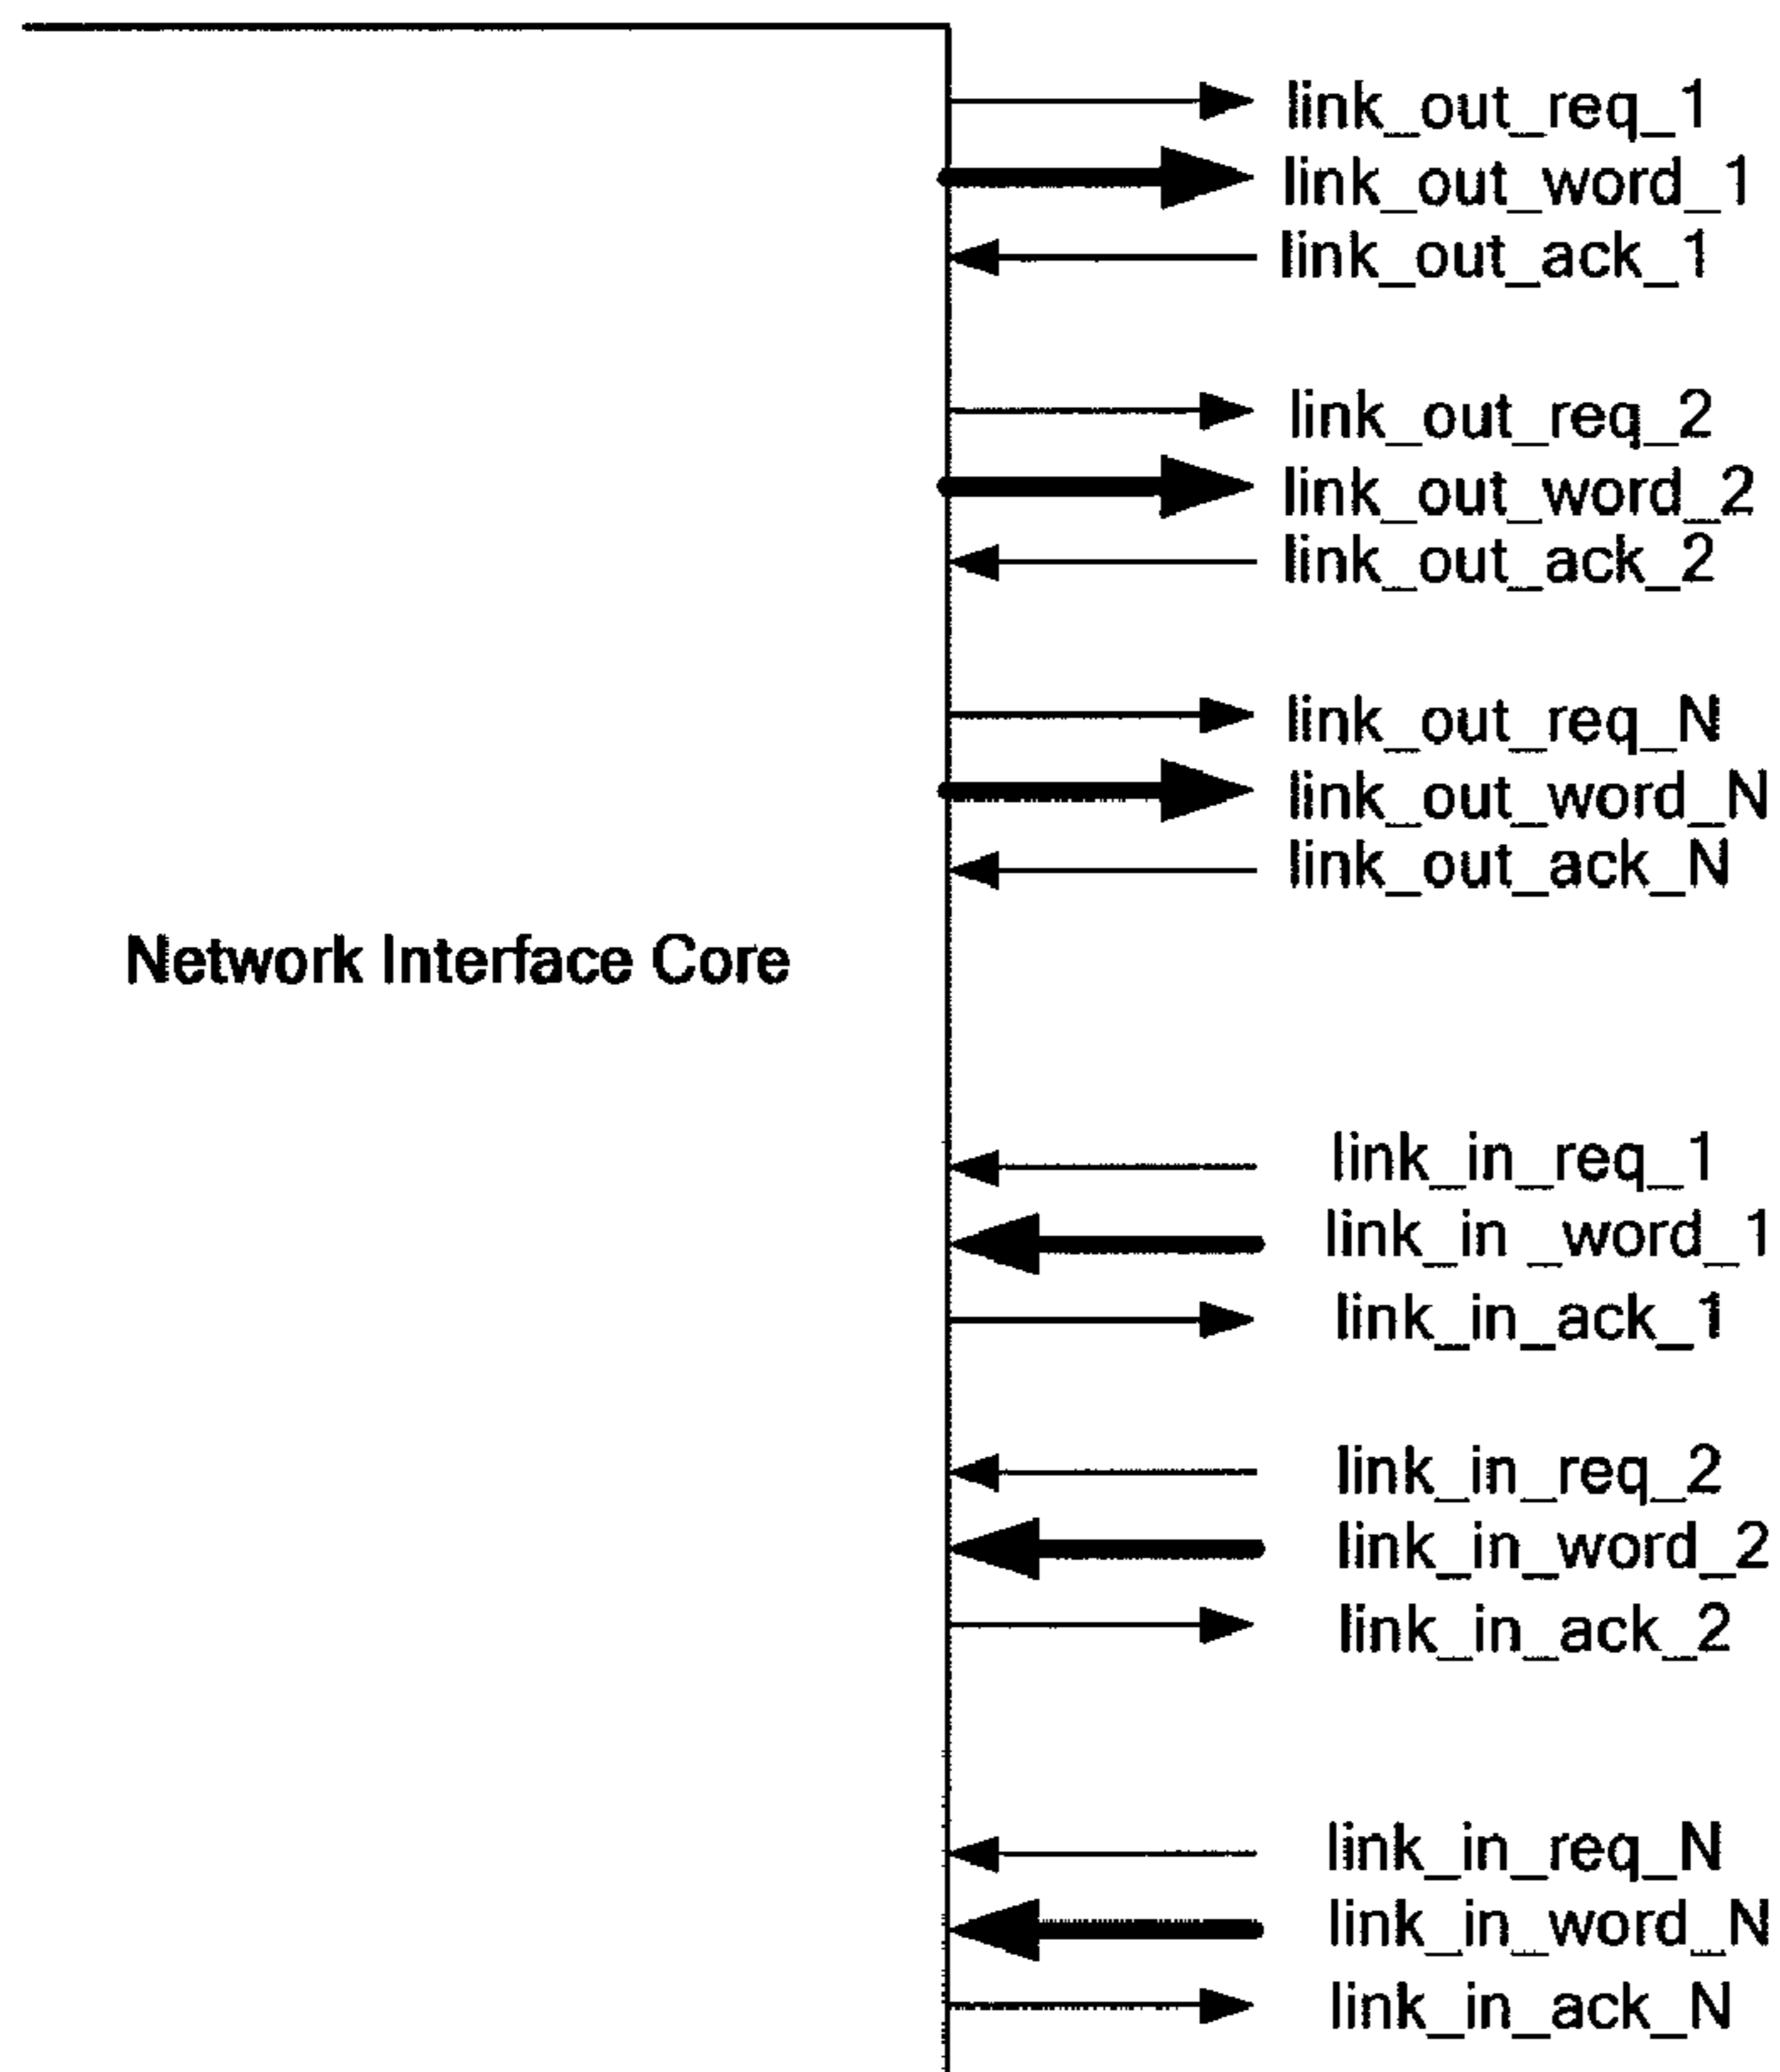 link_out_req_1
link_out_word_1
link_out_ack_1
link_out_req_2
link_out_word_2
link_out_ack_2
link_out_req_N
link_out_word_N
link_out_ack_N
Network Interface Core
link_in_req_1
link_in _word_1
link_in_ack_1
link_in_req_2
link_in_word_2
link_in_ack_2
link_in_req_N
link_in_word_N
link_in_ack_N